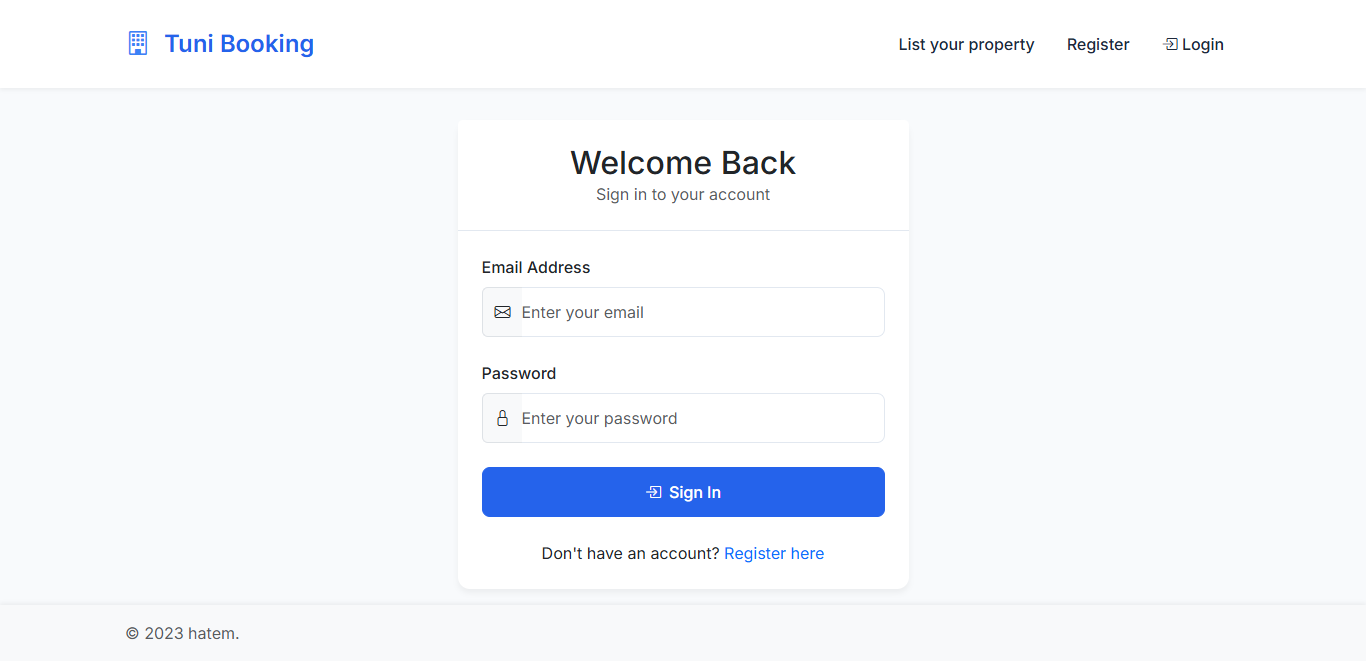 Tuni Booking
List your property
Register
Login
Welcome Back
Sign in to your account
Email Address
Enter your email
Password
Enter your password
Sign In
Don't have an account? Register here
© 2023 hatem.